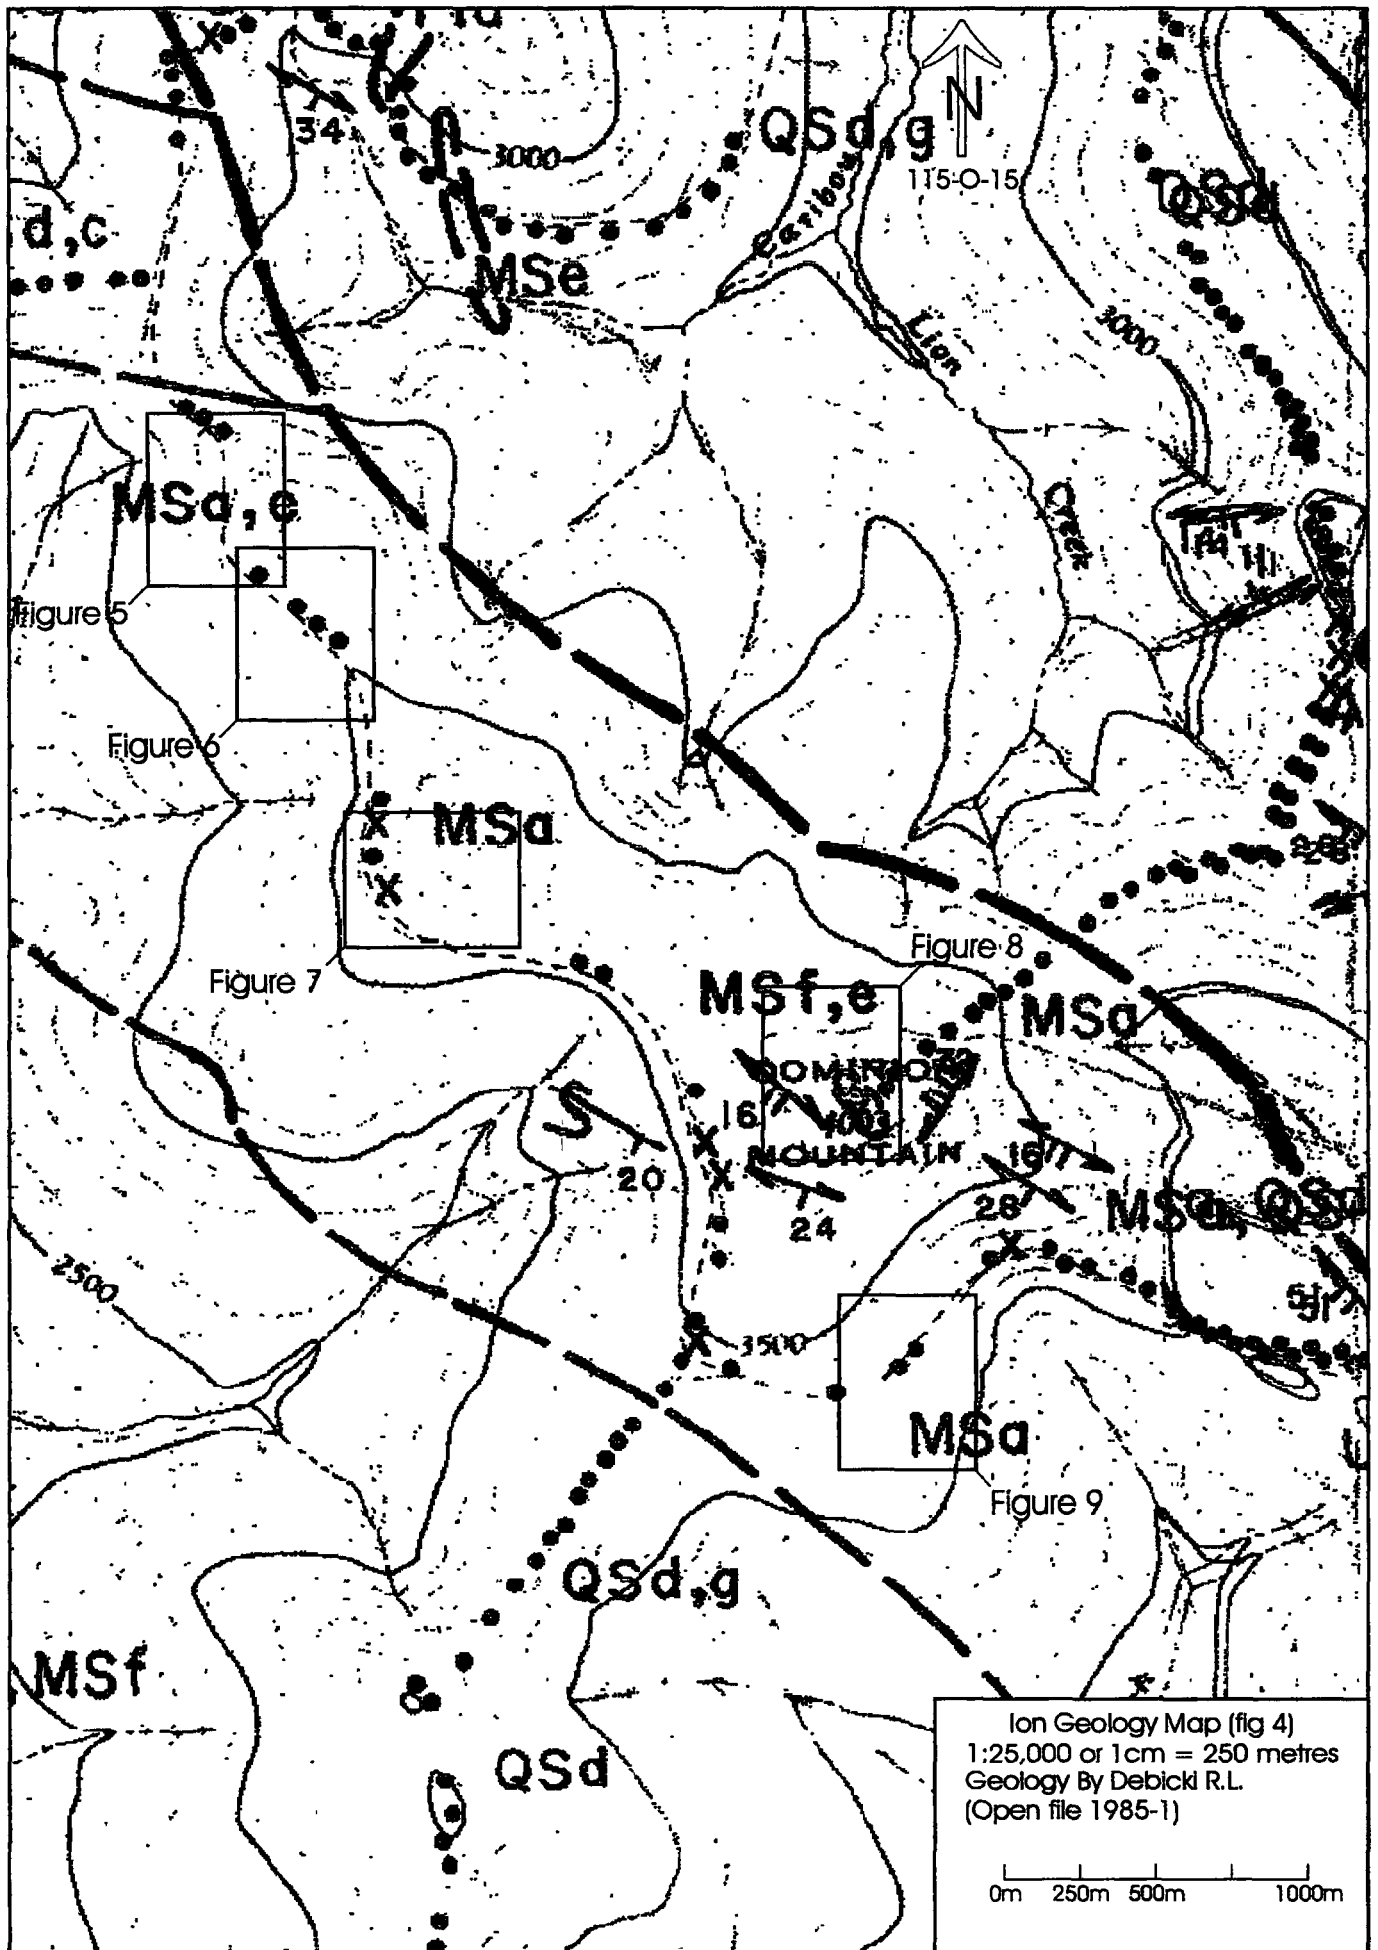 34
3000
QSd,g
N
115-O-15
Caribou
QSd
d,c
MSe
Lion
3000
Creek
MSa,e
Figure 5
Figure 6
MSa
Figure 7
Figure 8
MSf,e
MSa
DOMINION
16
4003
MOUNTAIN
S
20
16
24
28
MSa,QSd
2500
51
3500
MSa
Figure 9
QSd,g
MSf
QSd
Ion Geology Map (fig 4)
1:25,000 or 1cm = 250 metres
Geology By Debicki R.L.
(Open file 1985-1)
0m 250m 500m 1000m